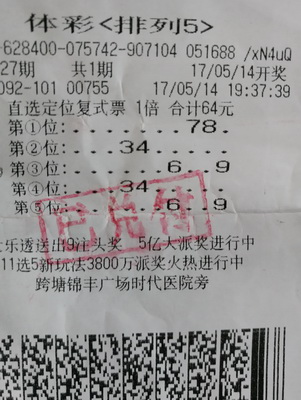 体彩<排列5>
-628400-075742-907104 051688 /xN4uQ
27期 共1期 17/05/14开奖
092-101 00755 17/05/14 19:37:39
直选定位复式票 1倍 合计64元
第①位:.......78.
第②位:...34.....
第③位:......6..9
第④位:...34.....
第⑤位:......6..9
已兑付
乐透送出9注头奖 5亿大派奖进行中
11选5新玩法3800万派奖火热进行中
跨塘锦丰广场时代医院旁